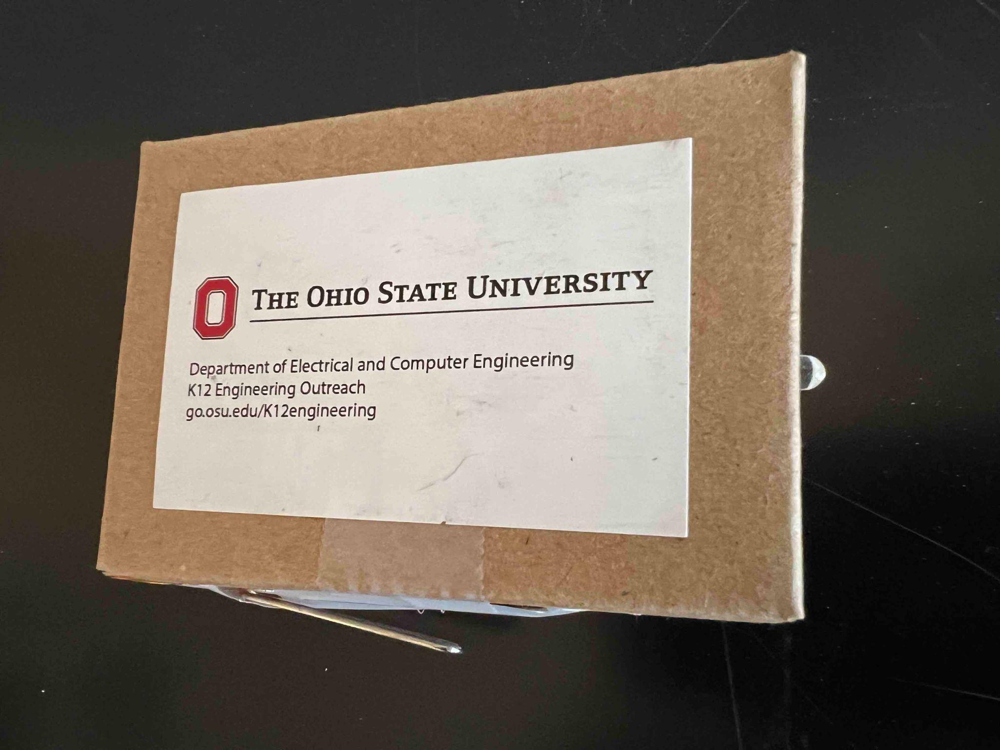 O THE OHIO STATE UNIVERSITY
Department of Electrical and Computer Engineering
K12 Engineering Outreach
go.osu.edu/K12engineering